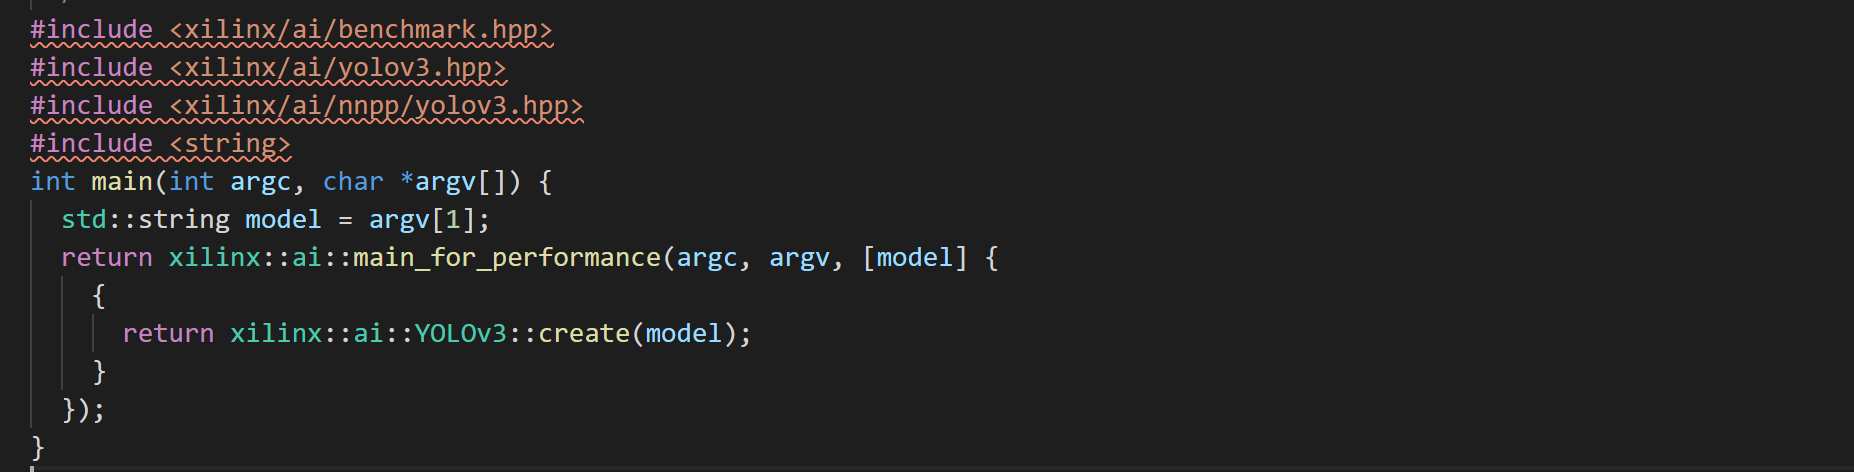 #include <xilinx/ai/benchmark.hpp>
#include <xilinx/ai/yolov3.hpp>
#include <xilinx/ai/nnpp/yolov3.hpp>
#include <string>
int main(int argc, char *argv[]) {
  std::string model = argv[1];
  return xilinx::ai::main_for_performance(argc, argv, [model] {
    {
      return xilinx::ai::YOLOv3::create(model);
    }
  });
}